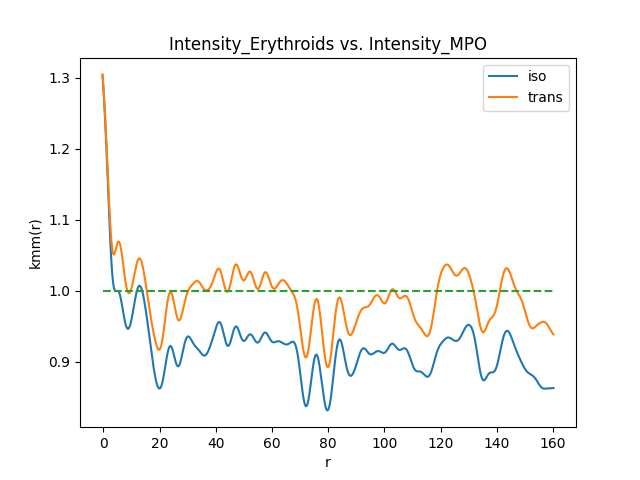 Intensity_Erythroids vs. Intensity_MPO
iso
trans
kmm(r)
1.3
1.2
1.1
1.0
0.9
0 20 40 60 80 100 120 140 160
r